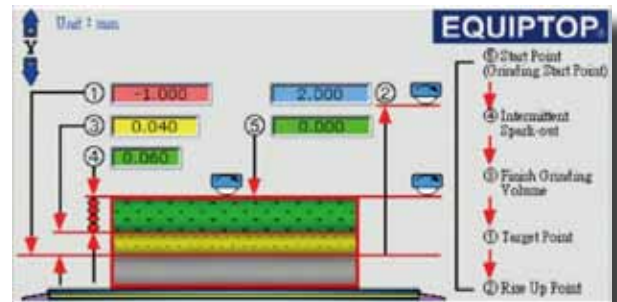 Unit : mm
EQUIPTOP
Y
① -1.000
2.000 ②
③ 0.040
⑤ 0.000
④ 0.060
⑤ Start Point
(Grinding Start Point)
④ Intermittent
Spark-out
③ Finish Grinding
Volume
① Target Point
② Rise Up Point